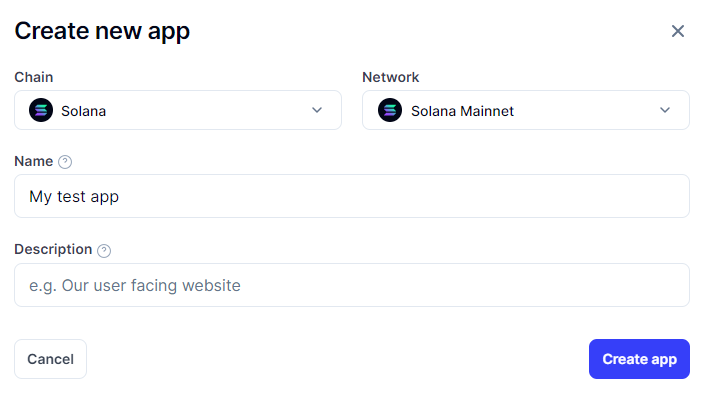 Create new app
Chain
Network
Solana
Solana Mainnet
Name
My test app
Description
e.g. Our user facing website
Cancel
Create app